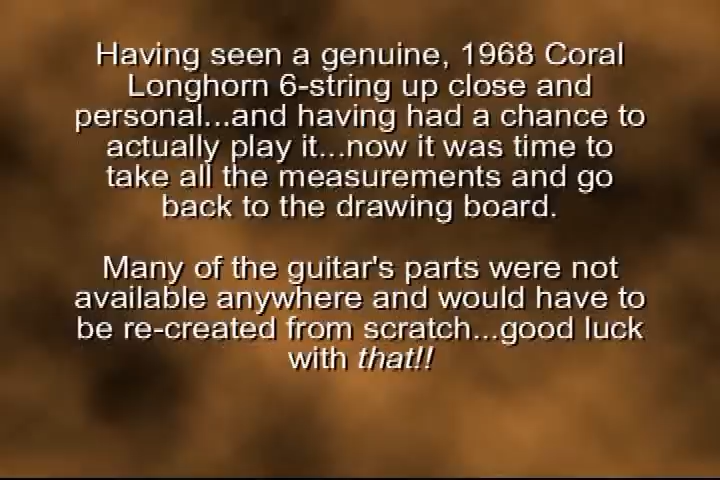 Having seen a genuine, 1968 Coral
Longhorn 6-string up close and
personal...and having had a chance to
actually play it...now it was time to
take all the measurements and go
back to the drawing board.
Many of the guitar's parts were not
available anywhere and would have to
be re-created from scratch...good luck
with that!!